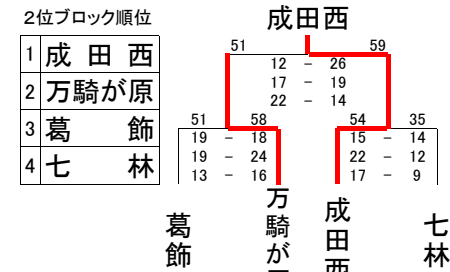 2位ブロック順位
成田西
1 成田西
2 万騎が原
3 葛飾
4 七林
51 59
12 − 26
17 − 19
22 − 14
51 58 54 35
19 − 18 15 − 14
19 − 24 22 − 12
13 − 16 17 − 9
葛飾
万騎が
成田西
七林